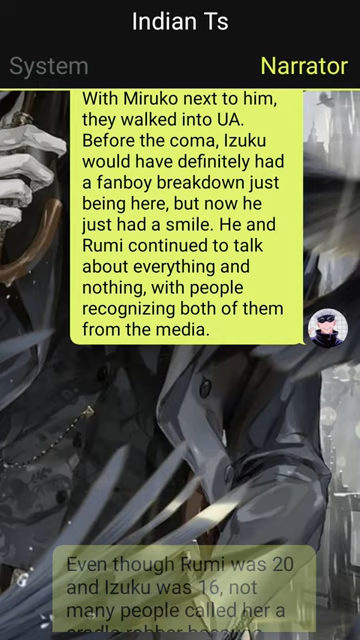 Indian Ts
System
Narrator
With Miruko next to him,
they walked into UA.
Before the coma, Izuku
would have definitely had
a fanboy breakdown just
being here, but now he
just had a smile. He and
Rumi continued to talk
about everything and
nothing, with people
recognizing both of them
from the media.
Even though Rumi was 20
and Izuku was 16, not
many people called her a
cradle robber because